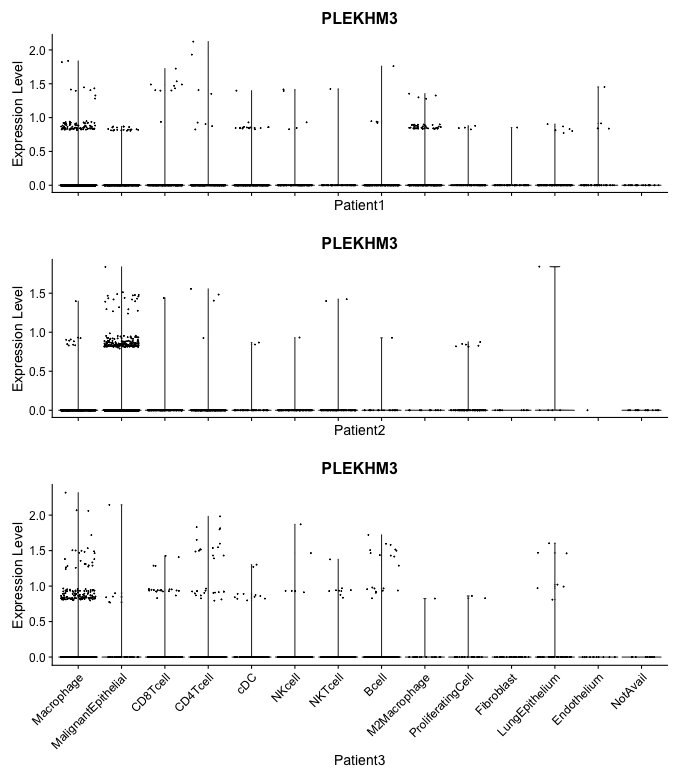 PLEKHM3
2.0
1.5
1.0
0.5
0.0
Expression Level
Patient1
PLEKHM3
1.5
1.0
0.5
0.0
Expression Level
Patient2
PLEKHM3
2.0
1.5
1.0
0.5
0.0
Expression Level
Macrophage
MalignantEpithelial
CD8Tcell
CD4Tcell
cDC
NKcell
NKTcell
Bcell
M2Macrophage
ProliferatingCell
Fibroblast
LungEpithelium
Endothelium
NotAvail
Patient3